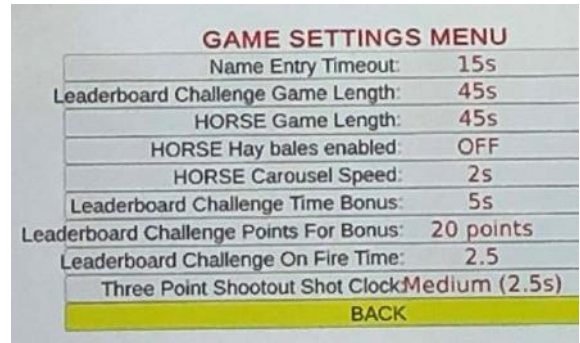 GAME SETTINGS MENU
Name Entry Timeout: 15s
Leaderboard Challenge Game Length: 45s
HORSE Game Length: 45s
HORSE Hay bales enabled: OFF
HORSE Carousel Speed: 2s
Leaderboard Challenge Time Bonus: 5s
Leaderboard Challenge Points For Bonus: 20 points
Leaderboard Challenge On Fire Time: 2.5
Three Point Shootout Shot Clock: Medium (2.5s)
BACK